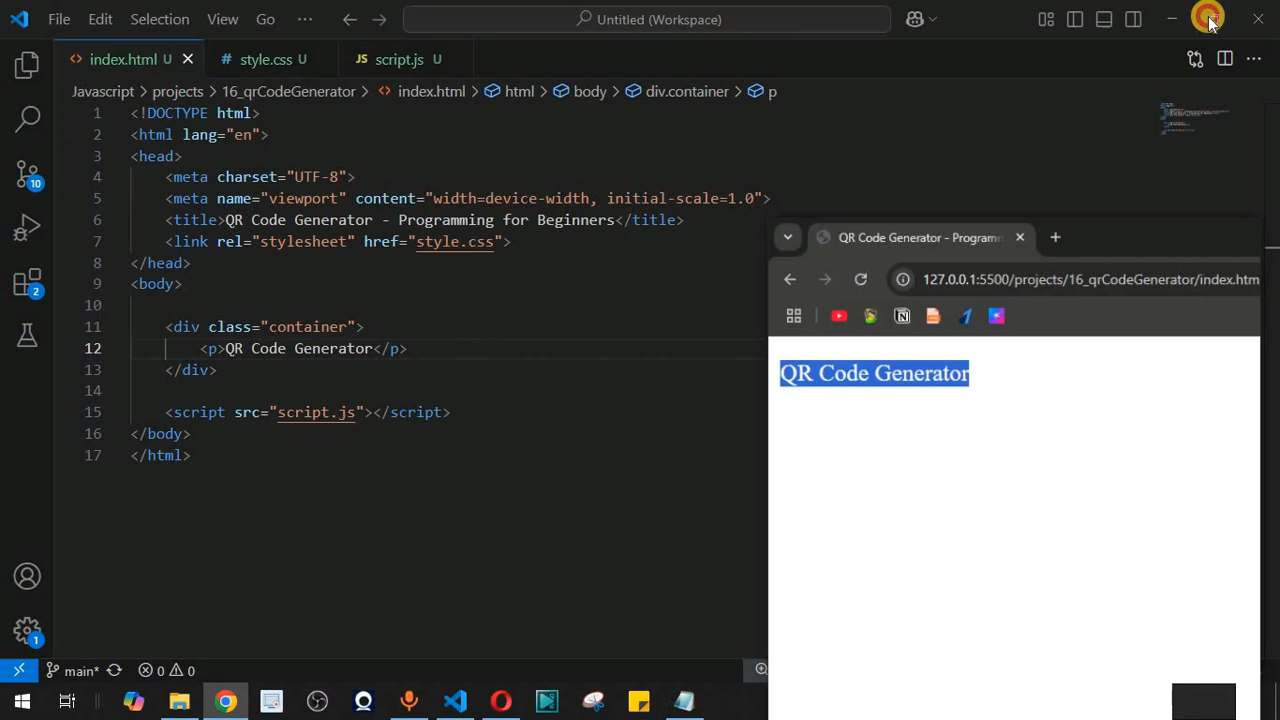 File Edit Selection View Go ··· Untitled (Workspace)
index.html U style.css U JS script.js U
Javascript > projects > 16_qrCodeGenerator > index.html > html > body > div.container > p
1 <!DOCTYPE html>
2 <html lang="en">
3 <head>
4 <meta charset="UTF-8">
5 <meta name="viewport" content="width=device-width, initial-scale=1.0">
6 <title>QR Code Generator - Programming for Beginners</title>
7 <link rel="stylesheet" href="style.css">
8 </head>
9 <body>
10
11 <div class="container">
12 <p>QR Code Generator</p>
13 </div>
14
15 <script src="script.js"></script>
16 </body>
17 </html>
10
2
1
QR Code Generator - Programm
127.0.0.1:5500/projects/16_qrCodeGenerator/index.htm
QR Code Generator
main* 0 0